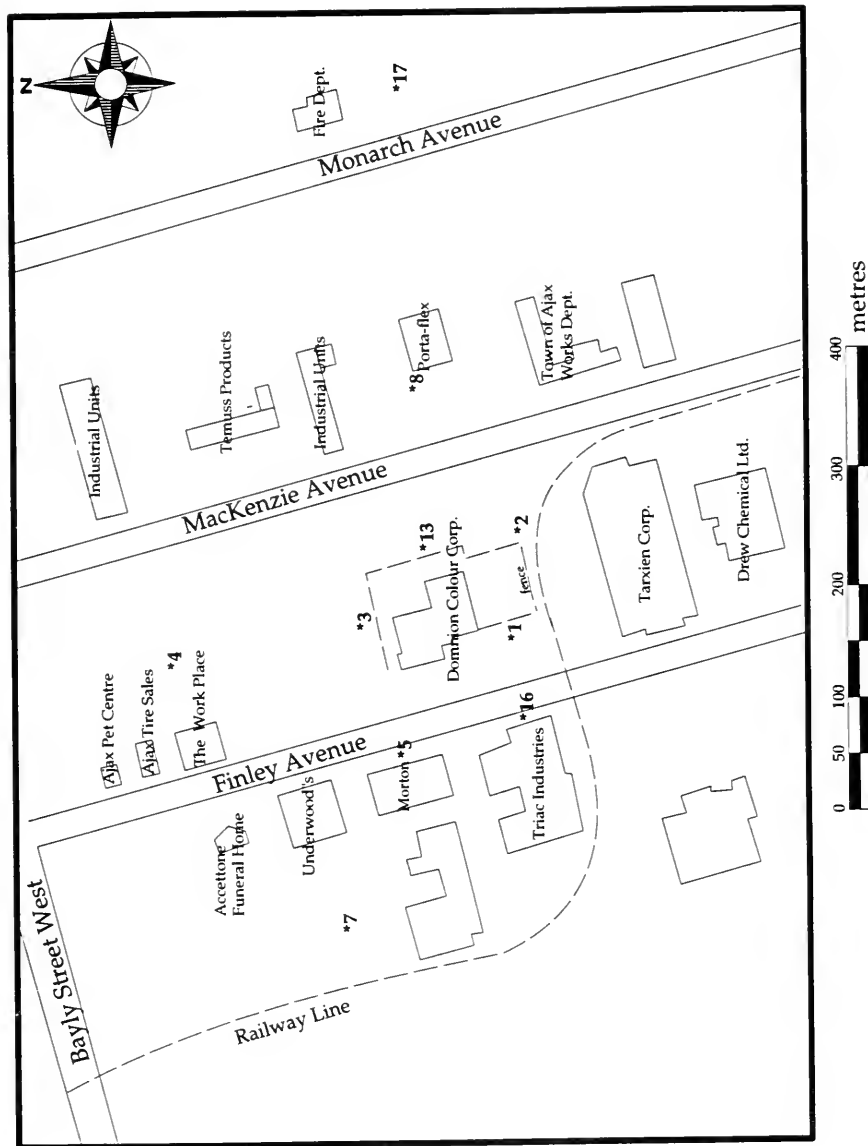 N
*17
Fire Dept.
Monarch Avenue
Industrial Units
Temuss Products
Industrial Units
*8
Porta-flex
Town of Ajax
Works Dept.
MacKenzie Avenue
*3
*13
Dominion Colour Corp.
*2
fence
*1
Tarxien Corp.
Drew Chemical Ltd.
Ajax Pet Centre
Ajax Tire Sales
*4
The Work Place
Finley Avenue
*16
Accettone
Funeral Home
Underwood's
Morton
*5
Triac Industries
*7
Bayly Street West
Railway Line
0 50 100 200 300 400
metres